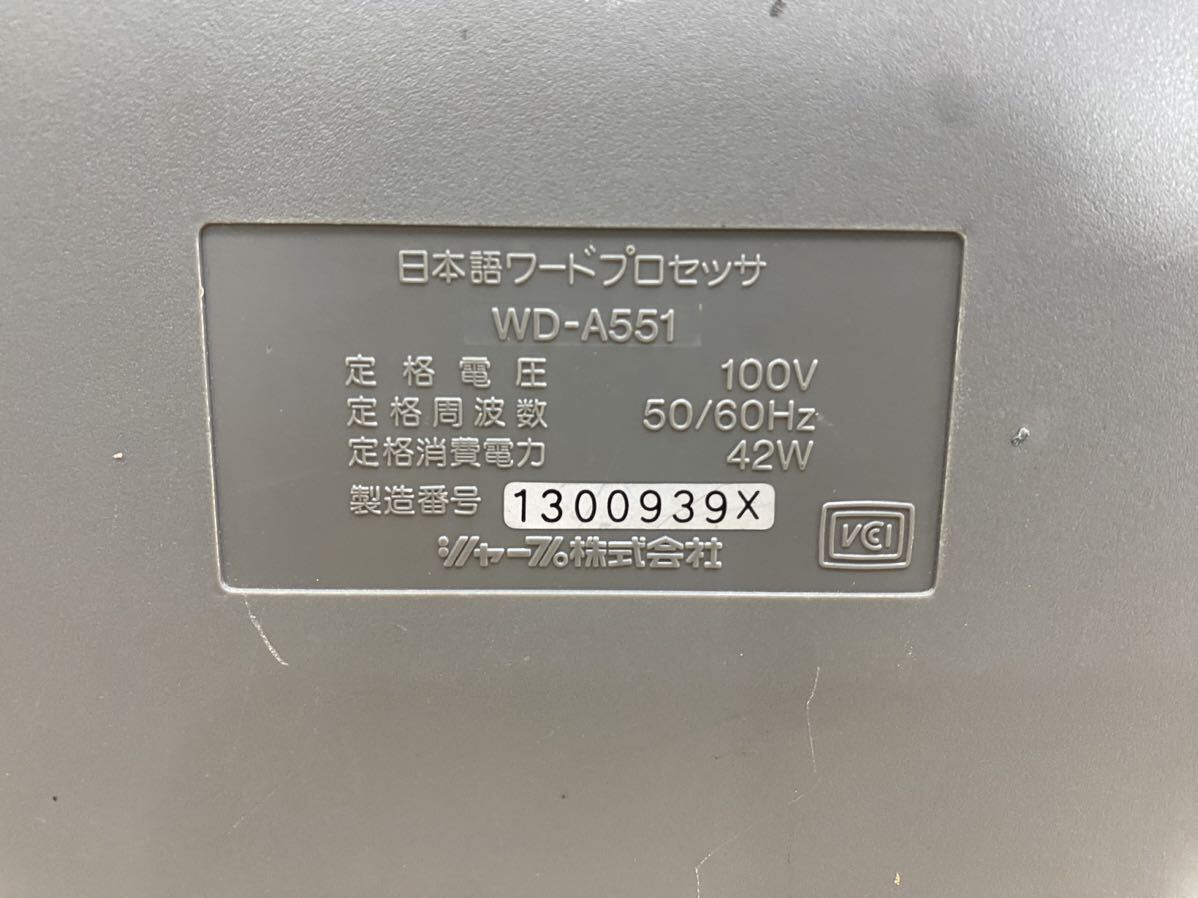 日本語ワードプロセッサ
WD-A551
定格電圧 100V
定格周波数 50/60Hz
定格消費電力 42W
製造番号 1300939X
シャープ株式会社
VCCI